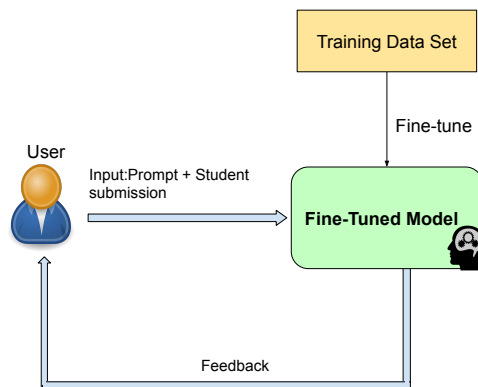 Training Data Set
Fine-tune
User
Input:Prompt + Student
submission
Fine-Tuned Model
Feedback